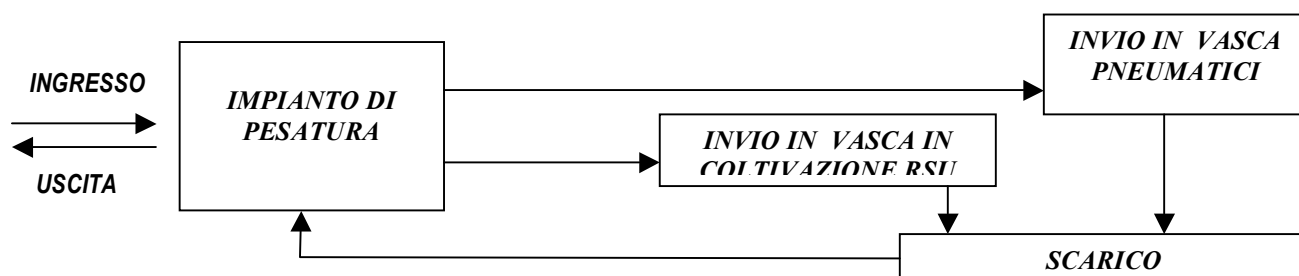 INGRESSO
USCITA
IMPIANTO DI
PESATURA
INVIO IN VASCA IN
COLTIVAZIONE RSU
INVIO IN VASCA
PNEUMATICI
SCARICO